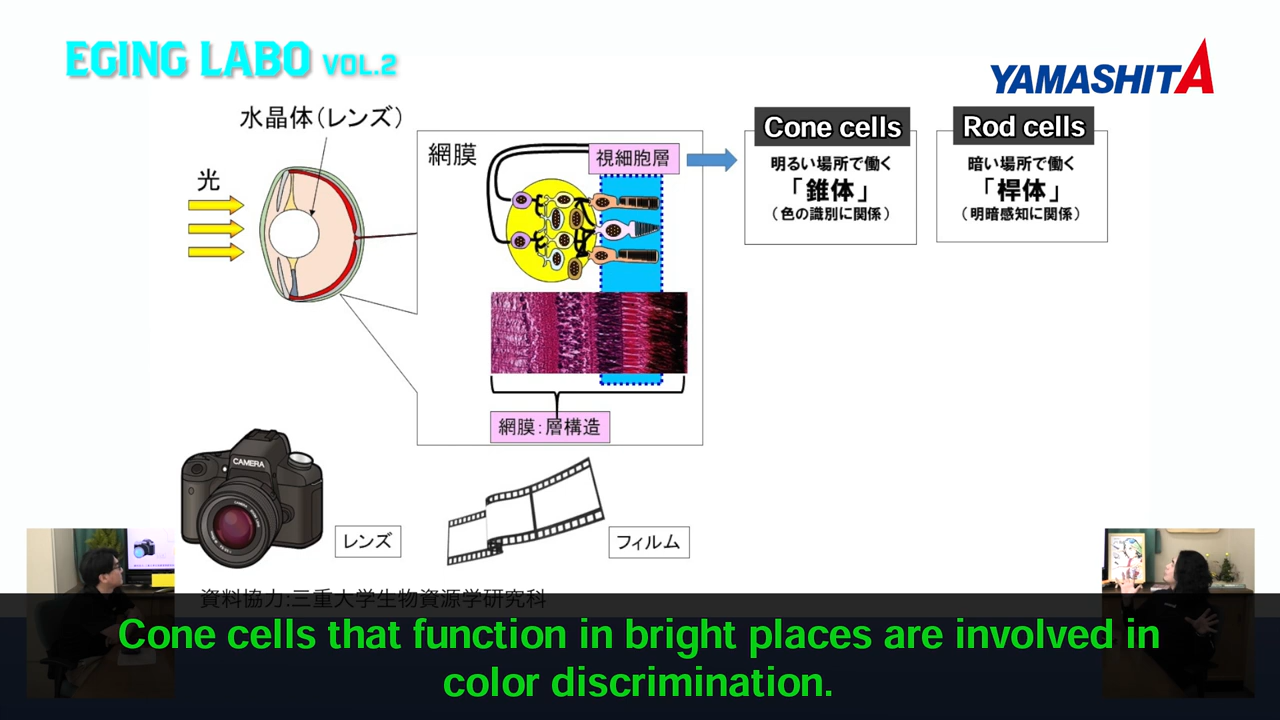 EGING LABO VOL.2
YAMASHITA
水晶体(レンズ)
光
網膜
視細胞層
Cone cells
明るい場所で働く
「錐体」
(色の識別に関係)
Rod cells
暗い場所で働く
「桿体」
(明暗感知に関係)
網膜:層構造
CAMERA
レンズ
フィルム
資料協力:三重大学生物資源学研究科
Cone cells that function in bright places are involved in
color discrimination.